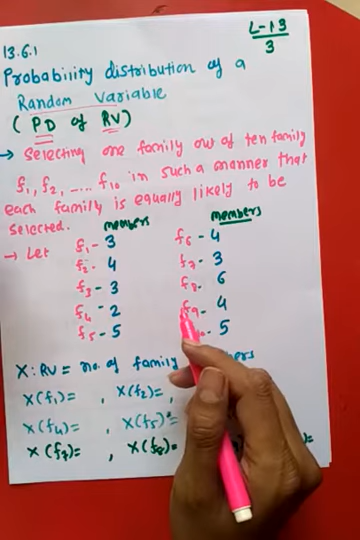 L-13
3
13.6.1
Probability distribution of a
Random Variable
(PD of RV)
→ Selecting one family out of ten family
f₁, f₂, .... f₁₀ in such a manner that
each family is equally likely to be
selected.
members members
→ Let f₁- 3 f₆- 4
f₂- 4 f₇- 3
f₃- 3 f₈- 6
f₄- 2 f₉- 4
f₅- 5 - 5
X: RV = no. of family
X(f₁)= , X(f₂)=
X(f₄)= , X(f₅)=
X(f₇)= , X(f₈)= )=